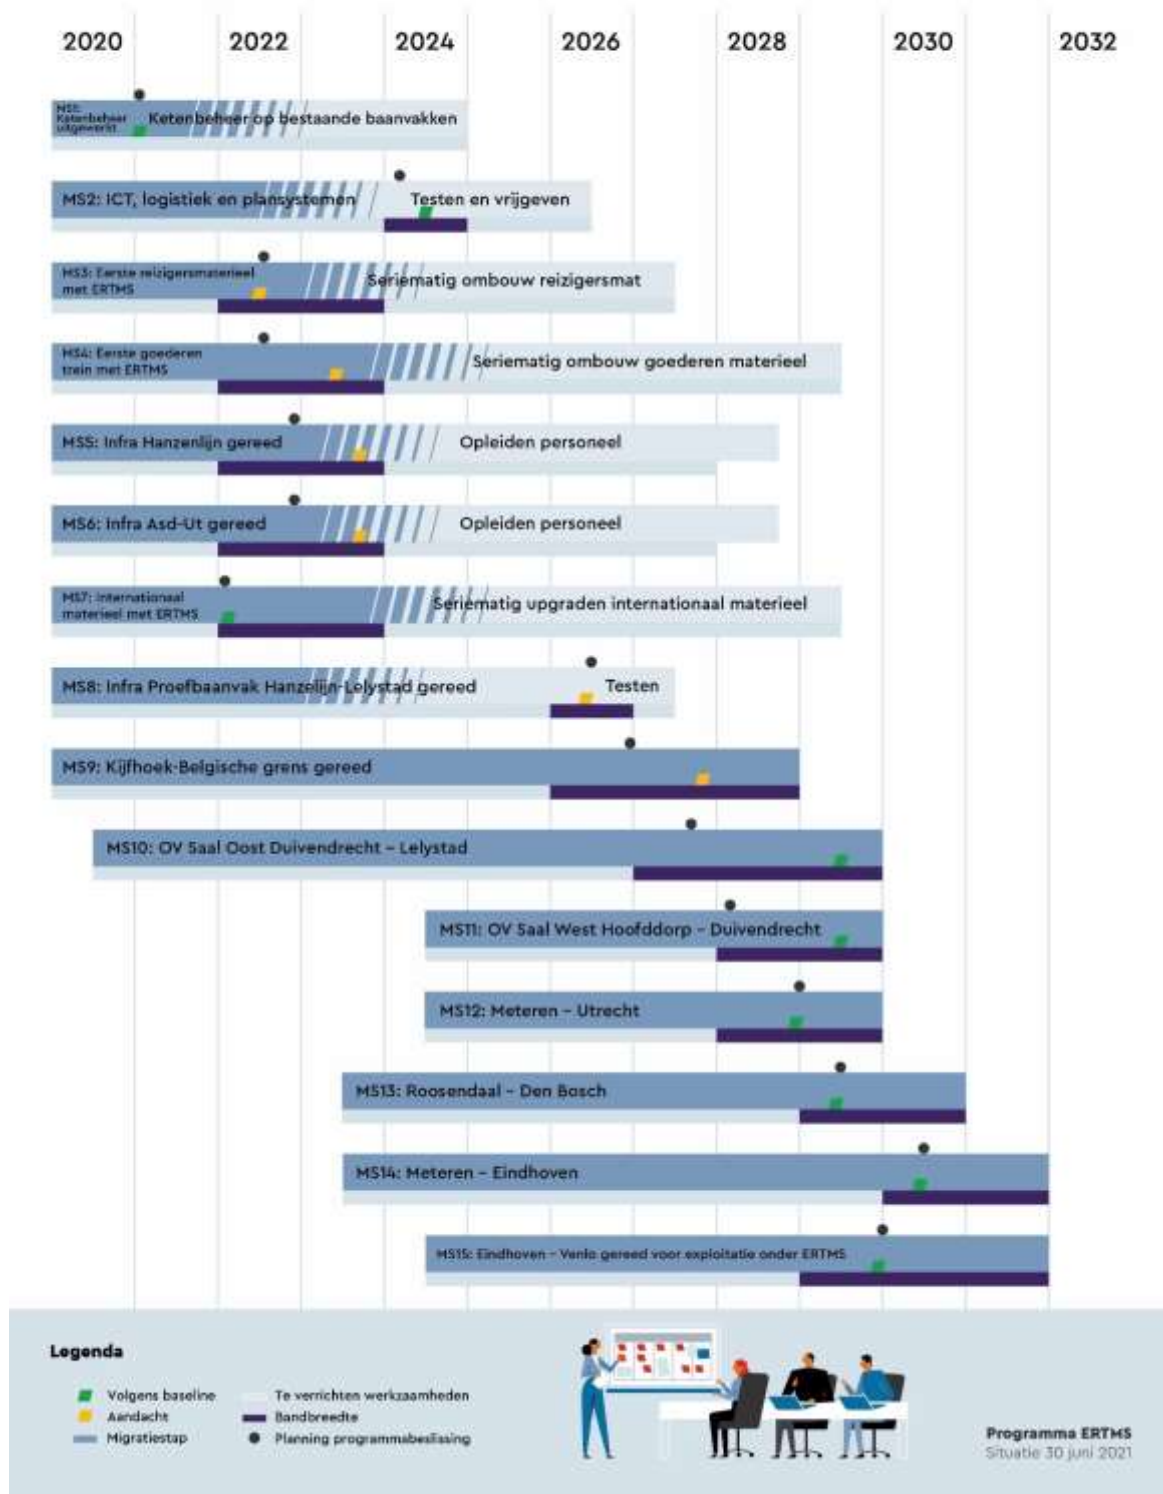 2020 2022 2024 2026 2028 2030 2032
MS1:
Ketenbeheer
uitgewerkt
Ketenbeheer op bestaande baanvakken
MS2: ICT, logistiek en plansystemen
Testen en vrijgeven
MS3: Eerste reizigersmaterieel
met ERTMS
Seriematig ombouw reizigersmat
MS4: Eerste goederen
trein met ERTMS
Seriematig ombouw goederen materieel
MS5: Infra Hanzenlijn gereed
Opleiden personeel
MS6: Infra Asd-Ut gereed
Opleiden personeel
MS7: Internationaal
materieel met ERTMS
Seriematig upgraden internationaal materieel
MS8: Infra Proefbaanvak Hanzelijn-Lelystad gereed
Testen
MS9: Kijfhoek-Belgische grens gereed
MS10: OV Saal Oost Duivendrecht – Lelystad
MS11: OV Saal West Hoofddorp – Duivendrecht
MS12: Meteren – Utrecht
MS13: Roosendaal – Den Bosch
MS14: Meteren – Eindhoven
MS15: Eindhoven – Venlo gereed voor exploitatie onder ERTMS
Legenda
Volgens baseline
Aandacht
Migratiestap
Te verrichten werkzaamheden
Bandbreedte
Planning programmabeslissing
Programma ERTMS
Situatie 30 juni 2021